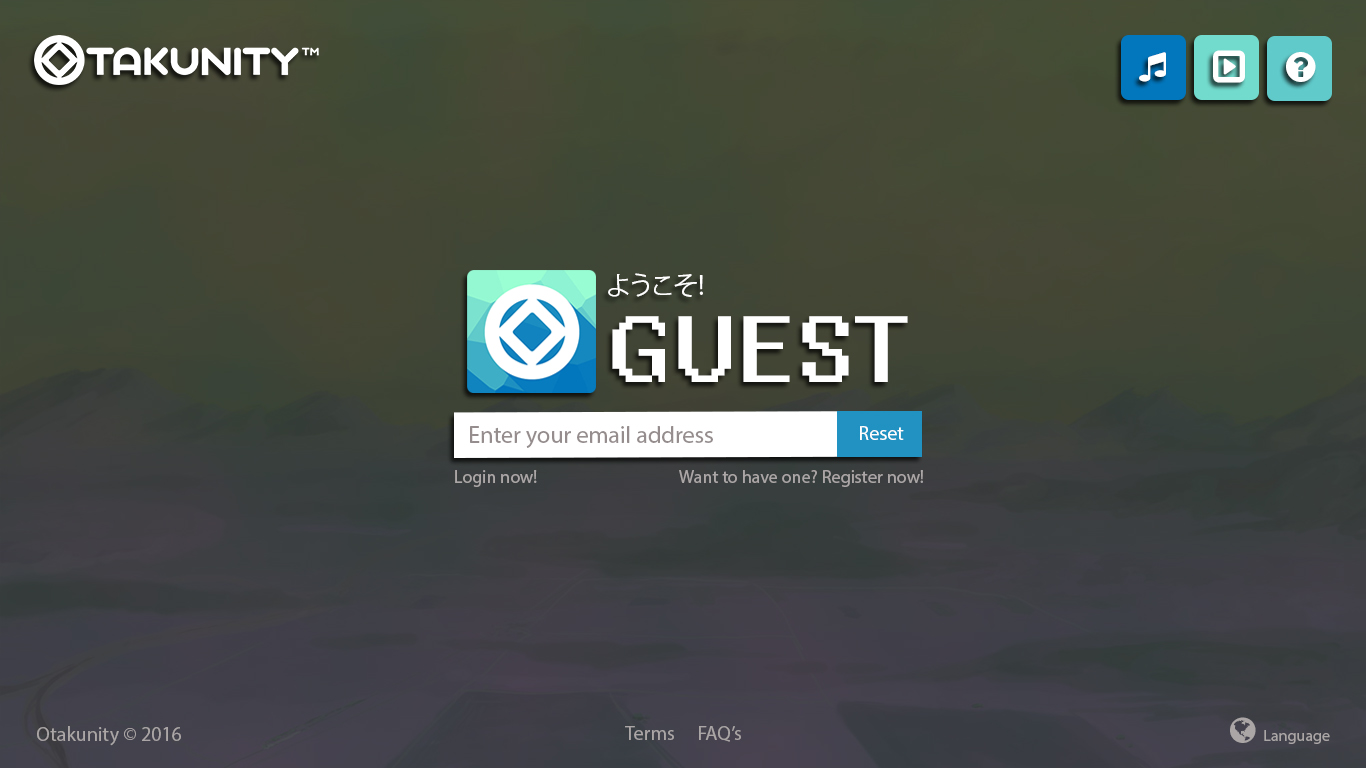 OTAKUNITY™
ようこそ!
GUEST
Enter your email address
Reset
Login now!
Want to have one? Register now!
Otakunity © 2016
Terms
FAQ's
Language